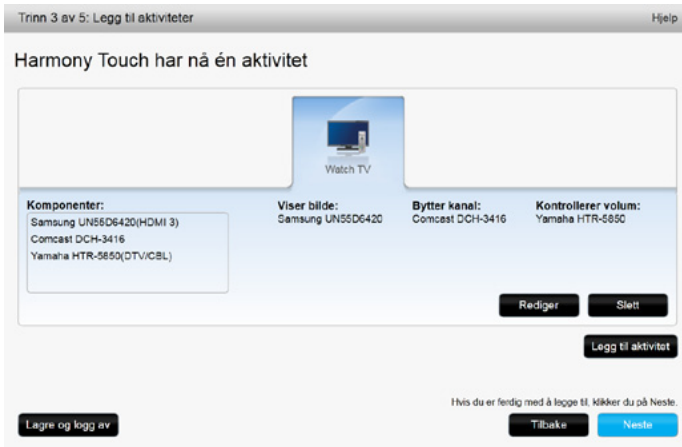 Trinn 3 av 5: Legg til aktiviteter
Hjelp
Harmony Touch har nå én aktivitet
Watch TV
Komponenter:
Samsung UN55D6420(HDMI 3)
Comcast DCH-3416
Yamaha HTR-5850(DTV/CBL)
Viser bilde:
Samsung UN55D6420
Bytter kanal:
Comcast DCH-3416
Kontrollerer volum:
Yamaha HTR-5850
Rediger
Slett
Legg til aktivitet
Hvis du er ferdig med å legge til, klikker du på Neste.
Lagre og logg av
Tilbake
Neste